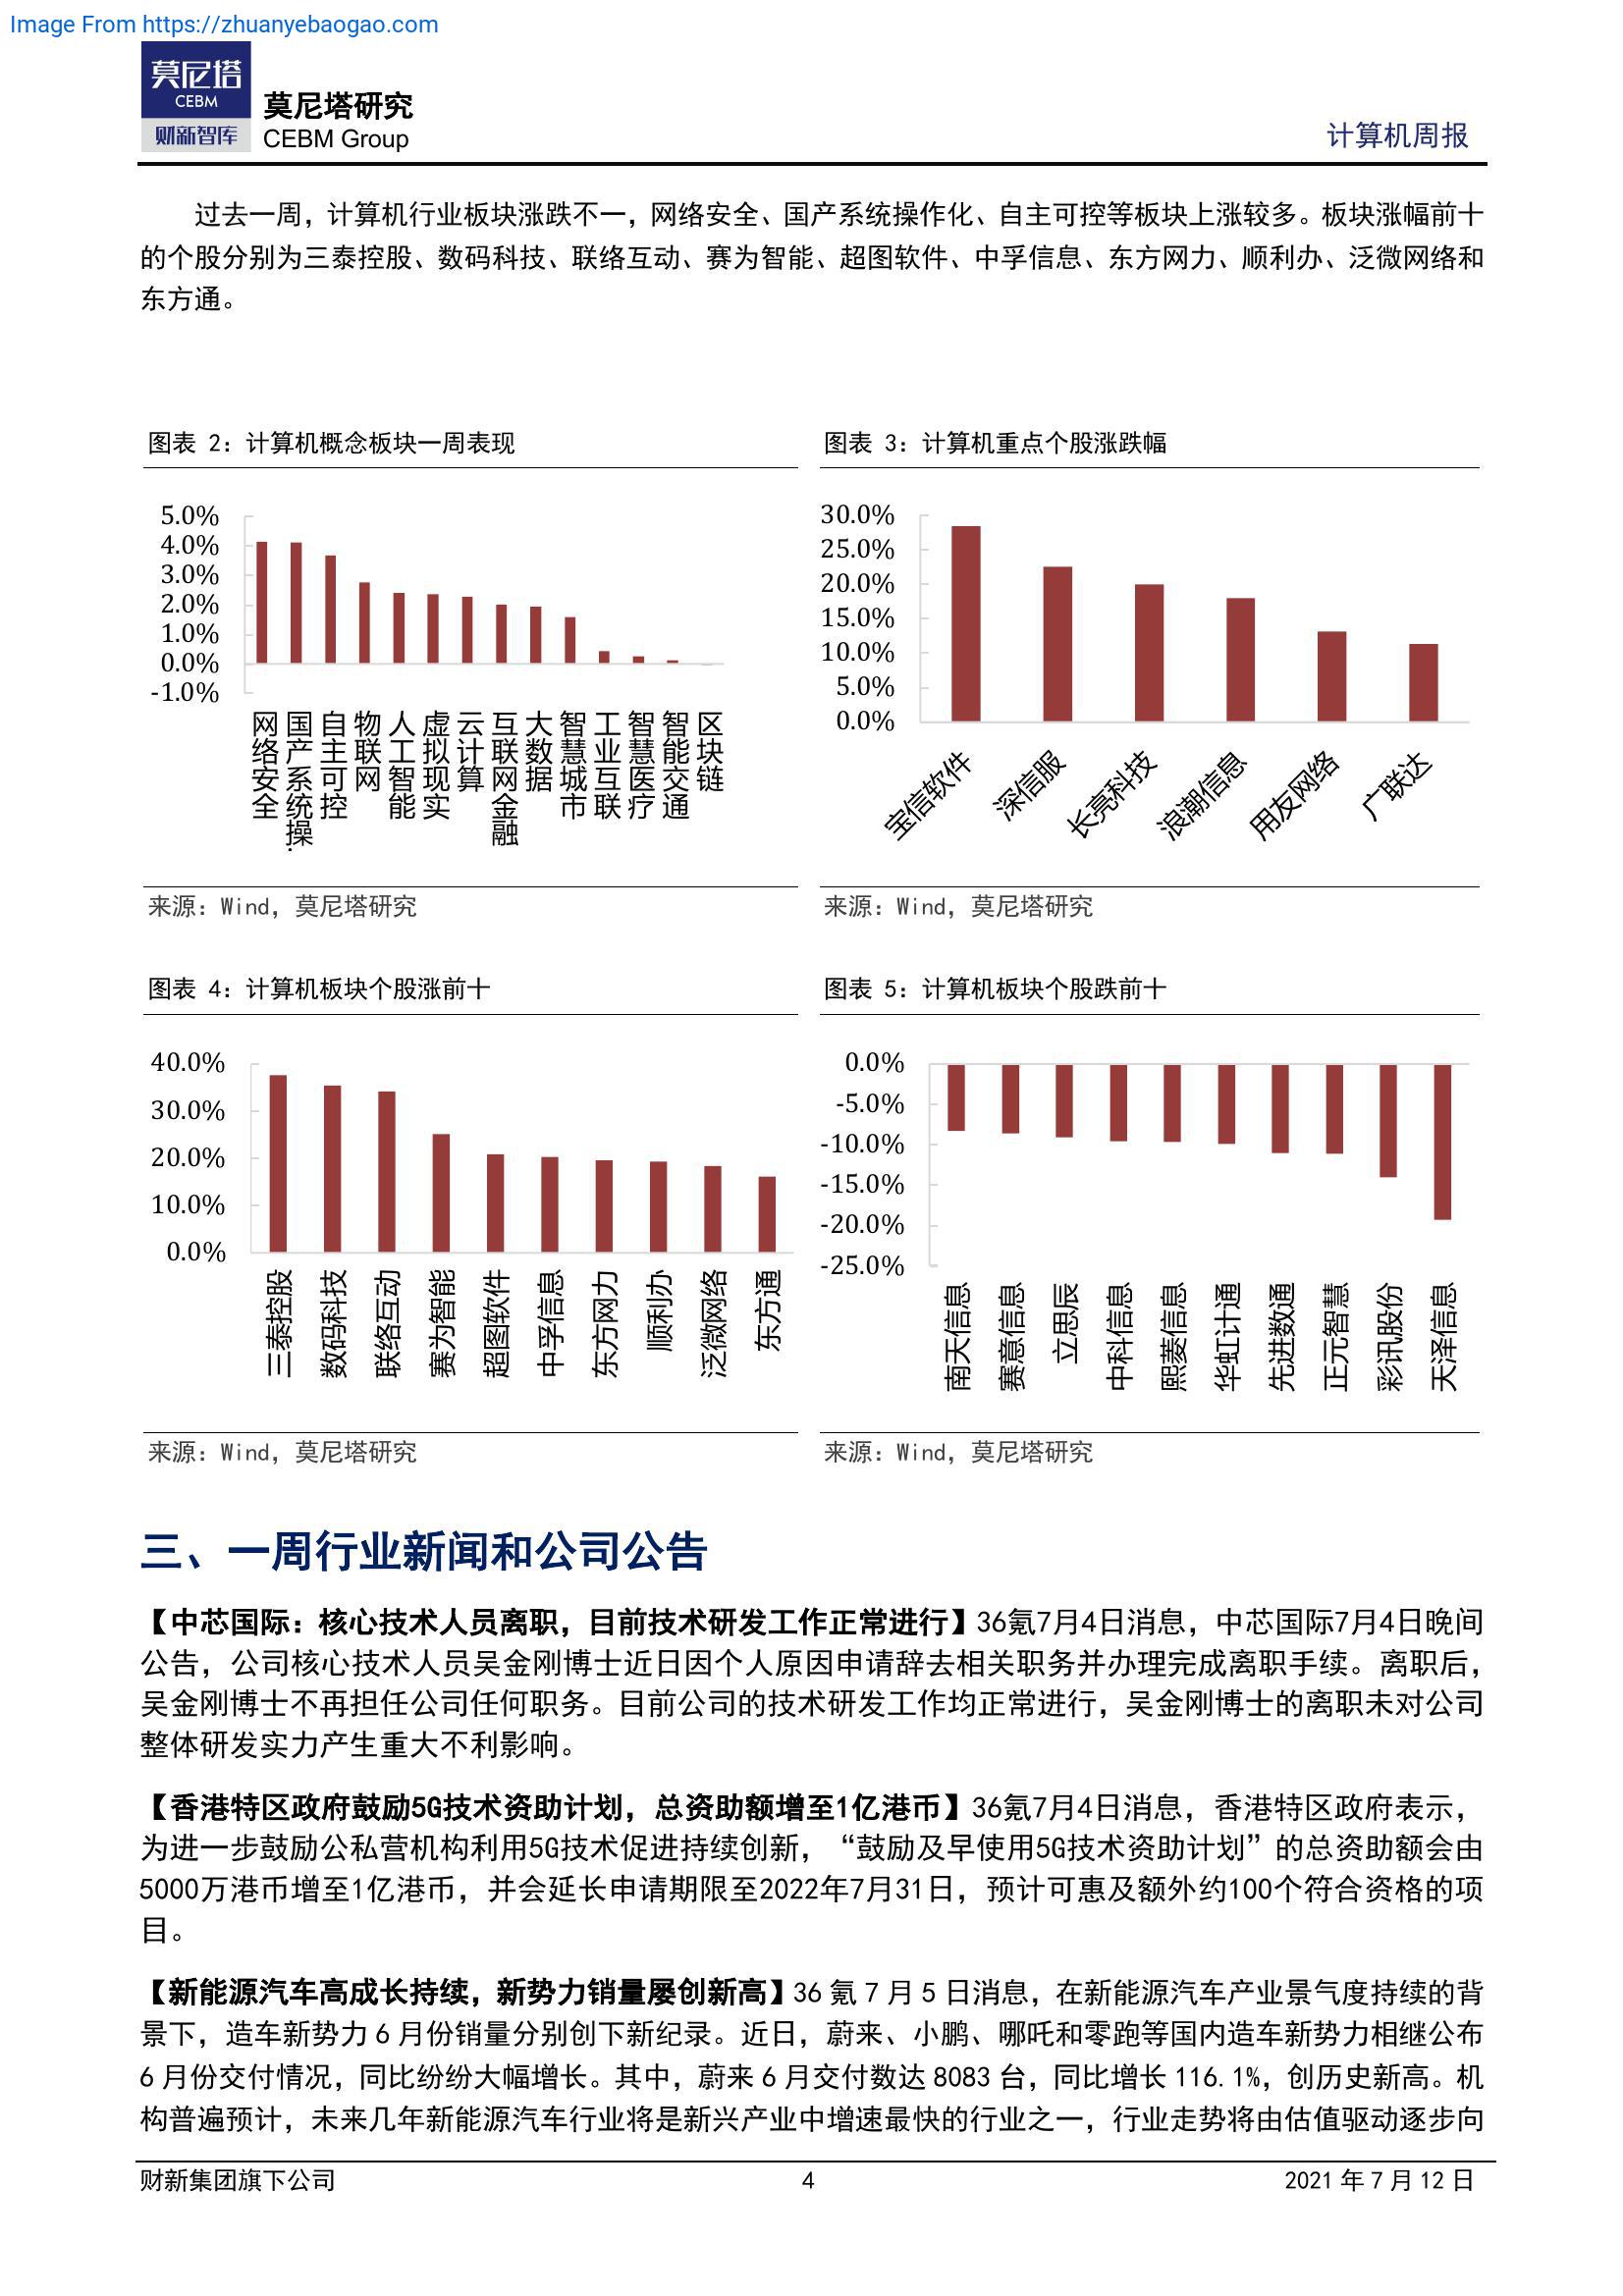 Image From https://zhuanyebaogao.com
莫尼塔
CEBM
财新智库
莫尼塔研究
CEBM Group
计算机周报
过去一周，计算机行业板块涨跌不一，网络安全、国产系统操作化、自主可控等板块上涨较多。板块涨幅前十
的个股分别为三泰控股、数码科技、联络互动、赛为智能、超图软件、中孚信息、东方网力、顺利办、泛微网络和
东方通。
图表 2：计算机概念板块一周表现
5.0%
4.0%
3.0%
2.0%
1.0%
0.0%
-1.0%
网络安全
国产系统操.
自主可控
物联网
人工智能
虚拟现实
云计算
互联网金融
大数据
智慧城市
工业互联
智慧医疗
智能交通
区块链
来源：Wind，莫尼塔研究
图表 3：计算机重点个股涨跌幅
30.0%
25.0%
20.0%
15.0%
10.0%
5.0%
0.0%
宝信软件
深信服
长亮科技
浪潮信息
用友网络
广联达
来源：Wind，莫尼塔研究
图表 4：计算机板块个股涨前十
40.0%
30.0%
20.0%
10.0%
0.0%
三泰控股
数码科技
联络互动
赛为智能
超图软件
中孚信息
东方网力
顺利办
泛微网络
东方通
来源：Wind，莫尼塔研究
图表 5：计算机板块个股跌前十
0.0%
-5.0%
-10.0%
-15.0%
-20.0%
-25.0%
南天信息
赛意信息
立思辰
中科信息
熙菱信息
华虹计通
先进数通
正元智慧
彩讯股份
天泽信息
来源：Wind，莫尼塔研究
三、一周行业新闻和公司公告
【中芯国际：核心技术人员离职，目前技术研发工作正常进行】36氪7月4日消息，中芯国际7月4日晚间
公告，公司核心技术人员吴金刚博士近日因个人原因申请辞去相关职务并办理完成离职手续。离职后，
吴金刚博士不再担任公司任何职务。目前公司的技术研发工作均正常进行，吴金刚博士的离职未对公司
整体研发实力产生重大不利影响。
【香港特区政府鼓励5G技术资助计划，总资助额增至1亿港币】36氪7月4日消息，香港特区政府表示，
为进一步鼓励公私营机构利用5G技术促进持续创新，“鼓励及早使用5G技术资助计划”的总资助额会由
5000万港币增至1亿港币，并会延长申请期限至2022年7月31日，预计可惠及额外约100个符合资格的项
目。
【新能源汽车高成长持续，新势力销量屡创新高】36 氪 7 月 5 日消息，在新能源汽车产业景气度持续的背
景下，造车新势力 6 月份销量分别创下新纪录。近日，蔚来、小鹏、哪吒和零跑等国内造车新势力相继公布
6 月份交付情况，同比纷纷大幅增长。其中，蔚来 6 月交付数达 8083 台，同比增长 116.1%，创历史新高。机
构普遍预计，未来几年新能源汽车行业将是新兴产业中增速最快的行业之一，行业走势将由估值驱动逐步向
财新集团旗下公司
4
2021 年 7 月 12 日